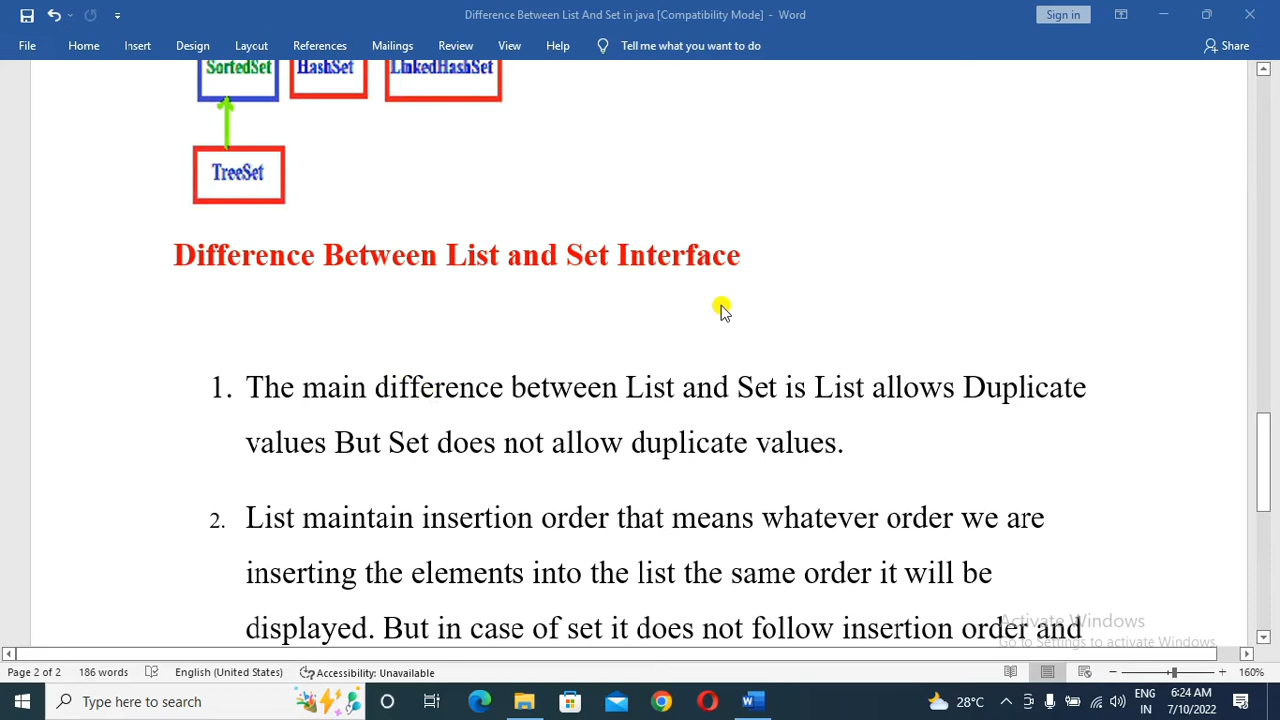 Difference Between List And Set in java [Compatibility Mode] - Word
Sign in
File Home Insert Design Layout References Mailings Review View Help Tell me what you want to do Share
SortedSet HashSet LinkedHashSet
TreeSet
Difference Between List and Set Interface
1. The main difference between List and Set is List allows Duplicate
values But Set does not allow duplicate values.
2. List maintain insertion order that means whatever order we are
inserting the elements into the list the same order it will be
displayed. But in case of set it does not follow insertion order and
Activate Windows
Go to Settings to activate Windows.
Page 2 of 2 186 words English (United States) Accessibility: Unavailable 160%
Type here to search 28°C ENG 6:24 AM
IN 7/10/2022